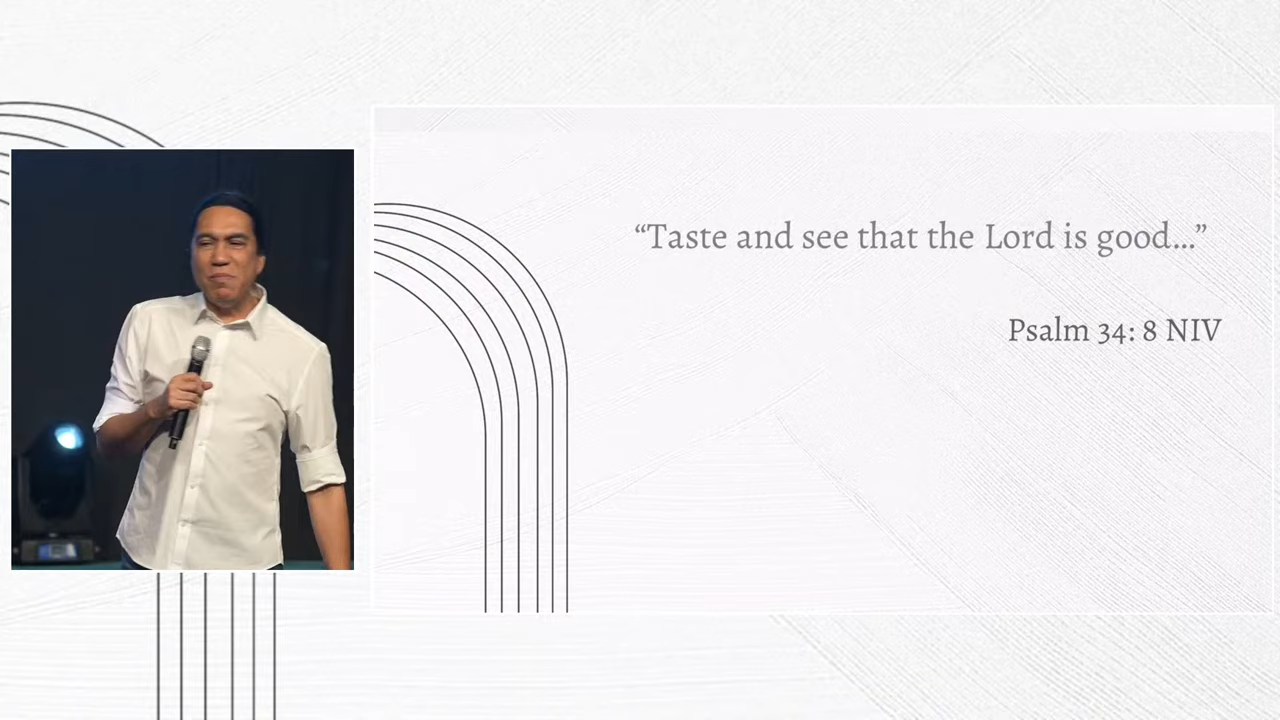 “Taste and see that the Lord is good...”
Psalm 34: 8 NIV